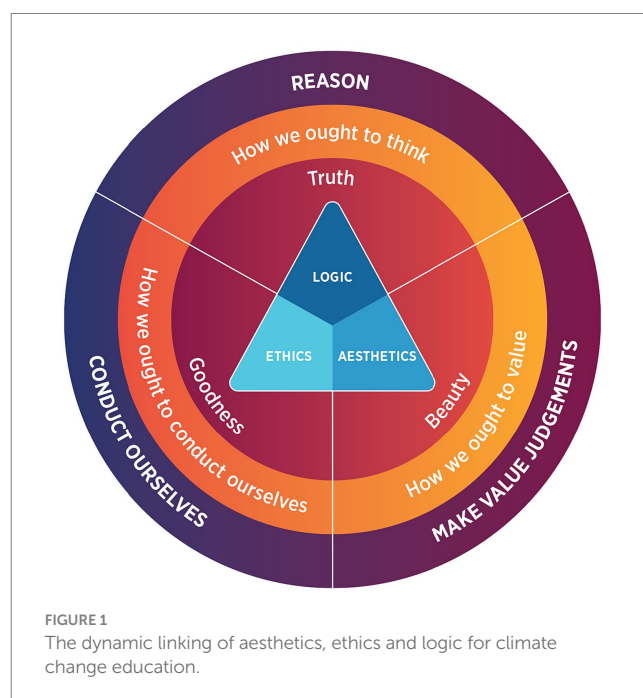 REASON
How we ought to think
Truth
LOGIC
ETHICS
AESTHETICS
Goodness
Beauty
How we ought to conduct ourselves
How we ought to value
CONDUCT OURSELVES
MAKE VALUE JUDGEMENTS
FIGURE 1
The dynamic linking of aesthetics, ethics and logic for climate
change education.